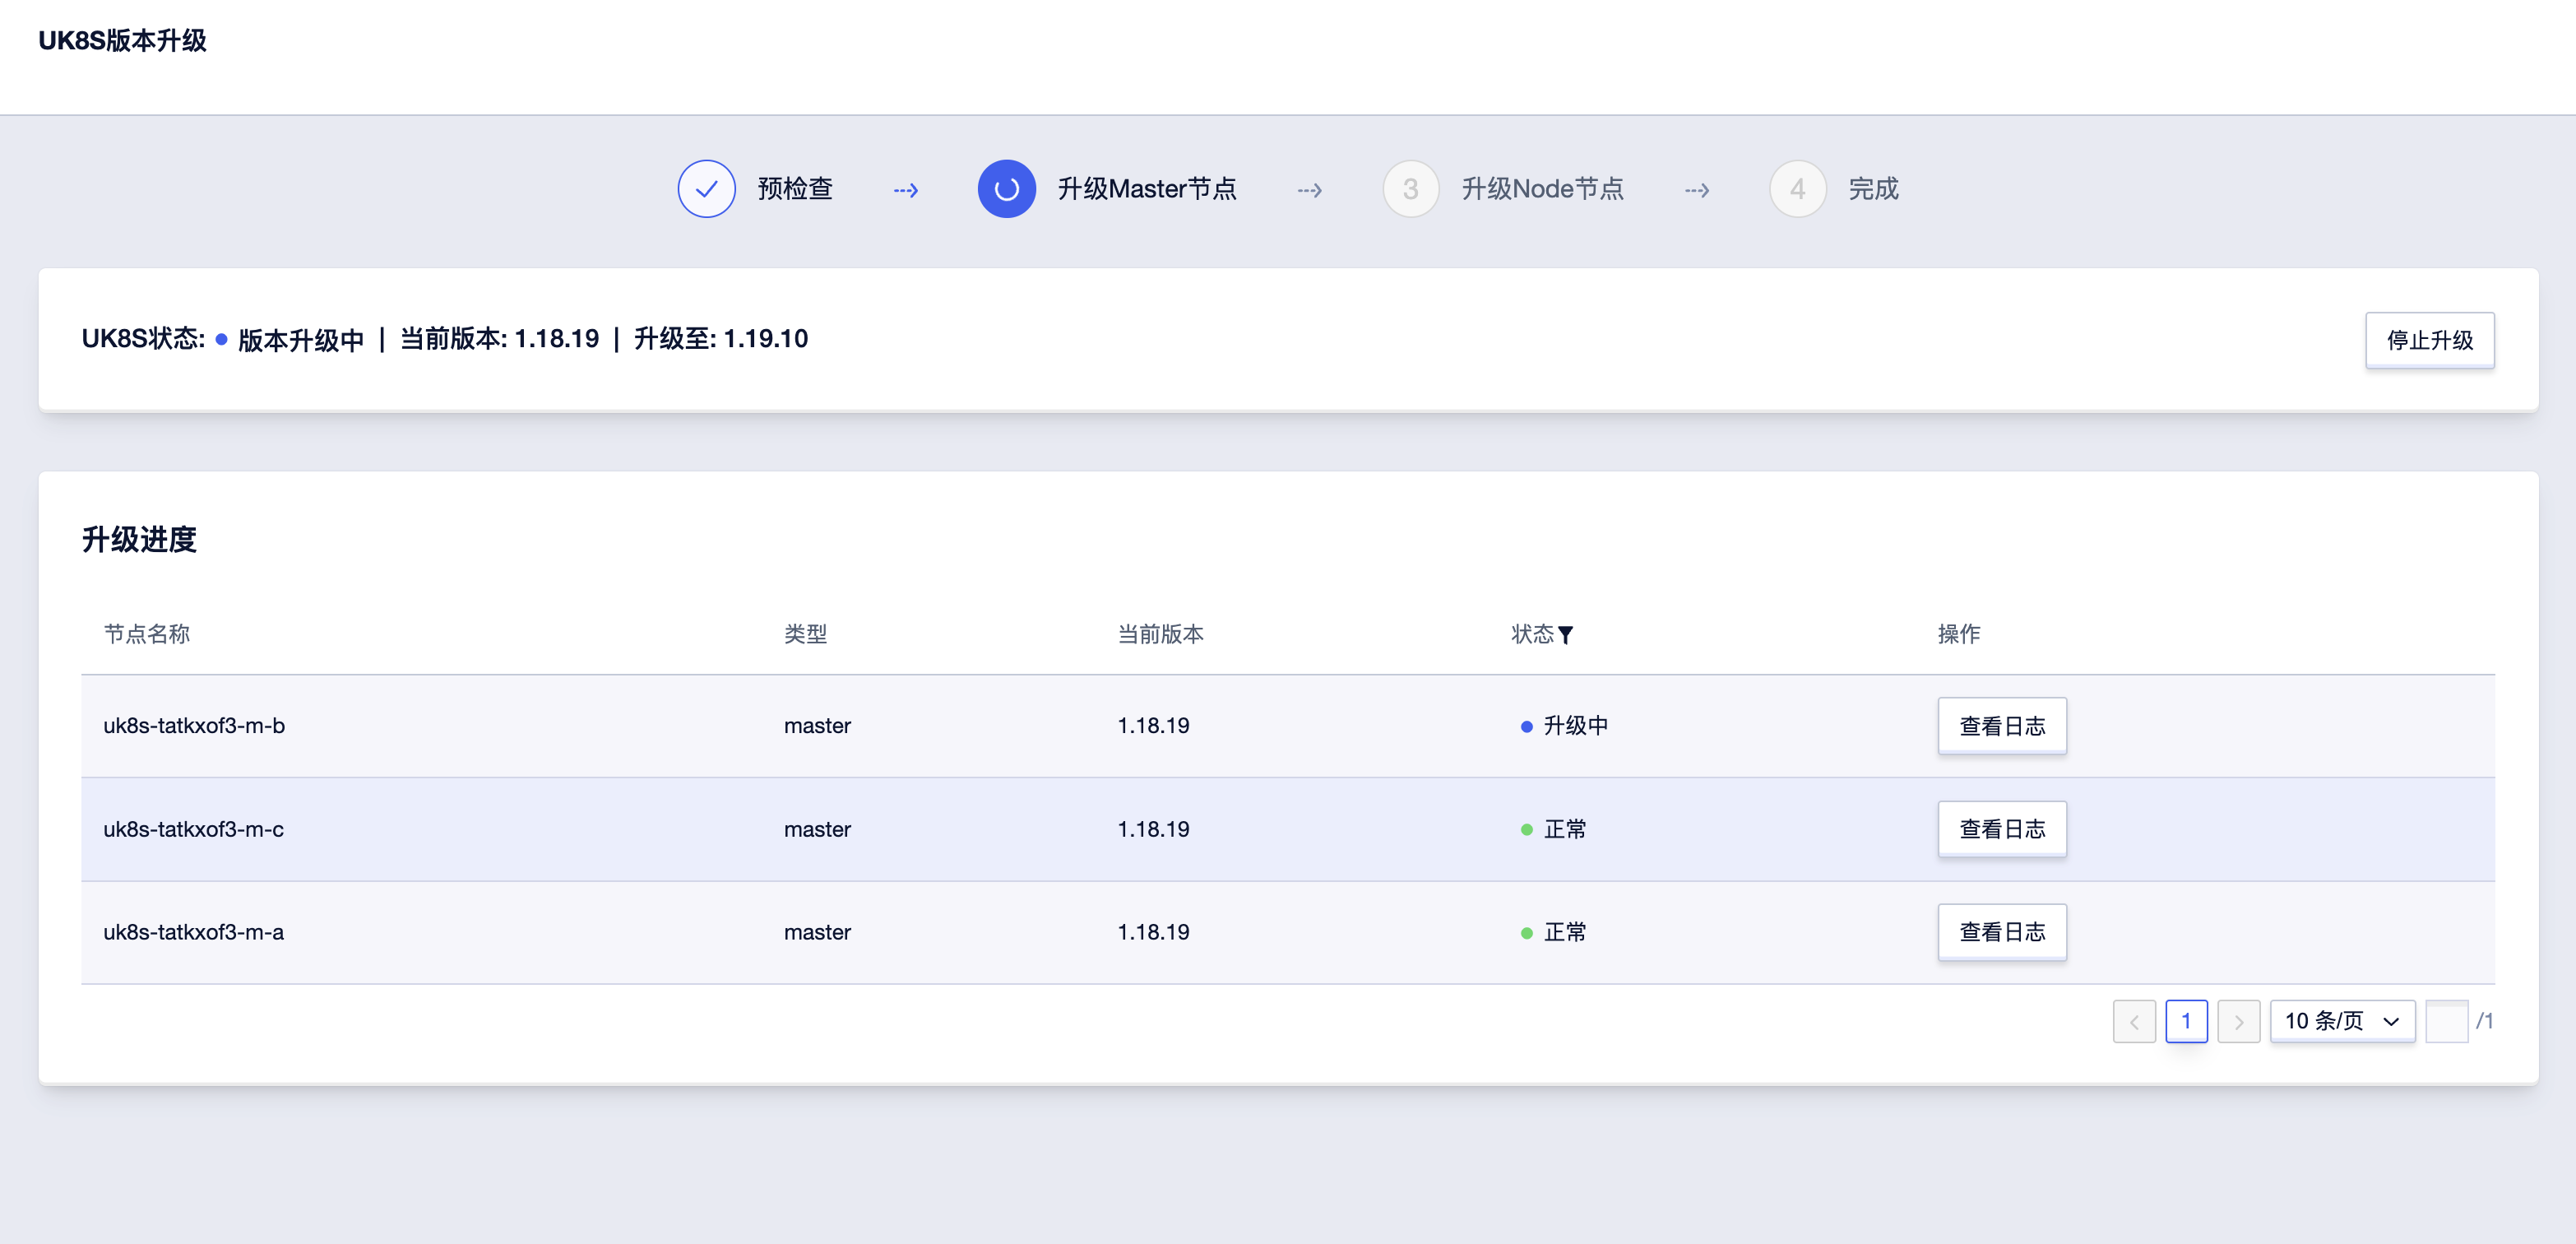 UK8S版本升级
预检查 升级Master节点 3 升级Node节点 4 完成
UK8S状态: 版本升级中 | 当前版本: 1.18.19 | 升级至: 1.19.10 停止升级
升级进度
节点名称 类型 当前版本 状态 操作
uk8s-tatkxof3-m-b master 1.18.19 升级中 查看日志
uk8s-tatkxof3-m-c master 1.18.19 正常 查看日志
uk8s-tatkxof3-m-a master 1.18.19 正常 查看日志
1 10 条/页 /1